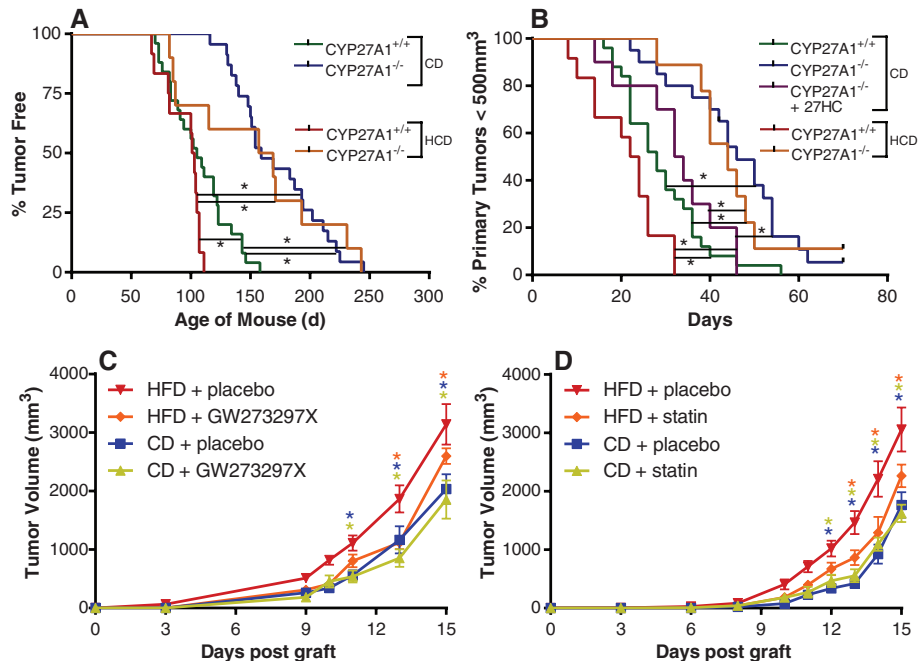 A
% Tumor Free
100
80
60
40
20
0
0 50 100 150 200 250 300
Age of Mouse (d)
CYP27A1+/+
CYP27A1-/-
CD
CYP27A1+/+
CYP27A1-/-
HCD
*
*
*
*
*
B
% Primary Tumors < 500mm3
100
80
60
40
20
0
0 20 40 60 80
Days
CYP27A1+/+
CYP27A1-/-
CYP27A1-/-
+ 27HC
CD
CYP27A1+/+
CYP27A1-/-
HCD
*
*
*
*
*
*
C
Tumor Volume (mm3)
4000
3000
2000
1000
0
0 3 6 9 12 15
Days post graft
HFD + placebo
HFD + GW273297X
CD + placebo
CD + GW273297X
*
*
*
*
*
*
*
*
D
Tumor Volume (mm3)
4000
3000
2000
1000
0
0 3 6 9 12 15
Days post graft
HFD + placebo
HFD + statin
CD + placebo
CD + statin
*
*
*
*
*
*
*
*
*
*
*